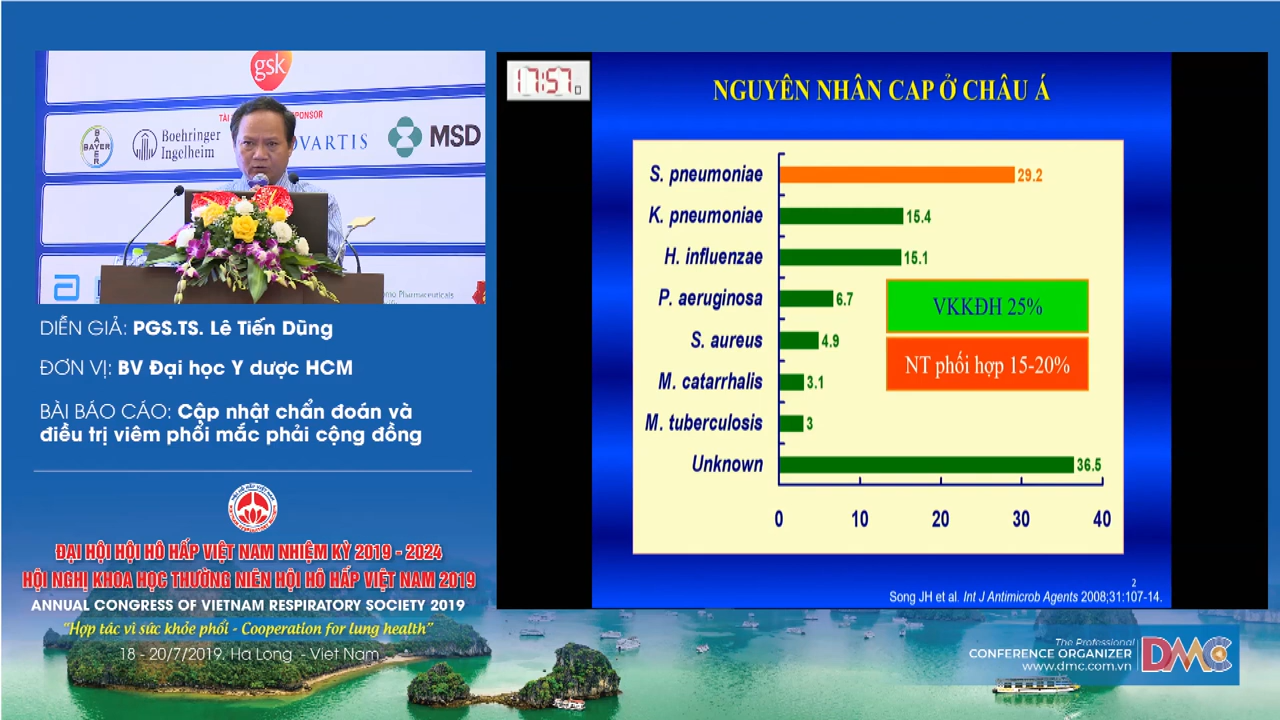 gsk
TÀI
SPONSOR
BAYER
BAYER
Boehringer
Ingelheim
NOVARTIS
MSD
Pharmaceuticals
DIỄN GIẢ: PGS.TS. Lê Tiến Dũng
ĐƠN VỊ: BV Đại học Y dược HCM
BÀI BÁO CÁO: Cập nhật chẩn đoán và
điều trị viêm phổi mắc phải cộng đồng
ĐẠI HỘI HỘI HÔ HẤP VIỆT NAM NHIỆM KỲ 2019 - 2024
HỘI NGHỊ KHOA HỌC THƯỜNG NIÊN HỘI HÔ HẤP VIỆT NAM 2019
ANNUAL CONGRESS OF VIETNAM RESPIRATORY SOCIETY 2019
“Hợp tác vì sức khỏe phổi - Cooperation for lung health”
18 - 20/7/2019. Ha Long - Viet Nam
17:57
NGUYÊN NHÂN CAP Ở CHÂU Á
S. pneumoniae 29.2
K. pneumoniae 15.4
H. influenzae 15.1
P. aeruginosa 6.7
S. aureus 4.9
M. catarrhalis 3.1
M. tuberculosis 3
Unknown 36.5
0 10 20 30 40
VKKĐH 25%
NT phối hợp 15-20%
2
Song JH et al. Int J Antimicrob Agents 2008;31:107-14.
The Professional
CONFERENCE ORGANIZER
www.dmc.com.vn
DMC